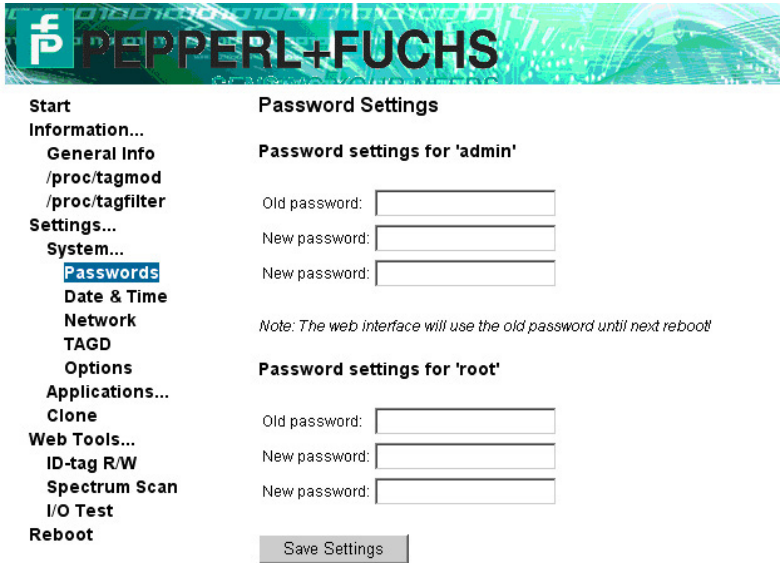 PEPPERL+FUCHS
Start
Information...
General Info
/proc/tagmod
/proc/tagfilter
Settings...
System...
Passwords
Date & Time
Network
TAGD
Options
Applications...
Clone
Web Tools...
ID-tag R/W
Spectrum Scan
I/O Test
Reboot
Password Settings
Password settings for 'admin'
Old password:
New password:
New password:
Note: The web interface will use the old password until next reboot!
Password settings for 'root'
Old password:
New password:
New password:
Save Settings